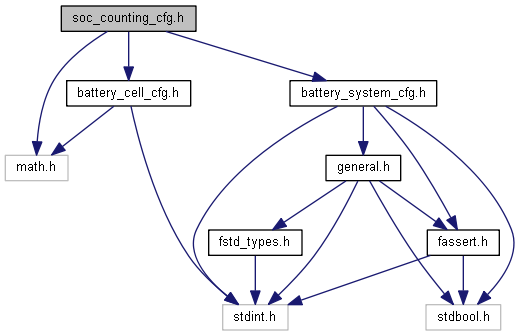 soc_counting_cfg.h
battery_cell_cfg.h
battery_system_cfg.h
math.h
general.h
fstd_types.h
fassert.h
stdint.h
stdbool.h